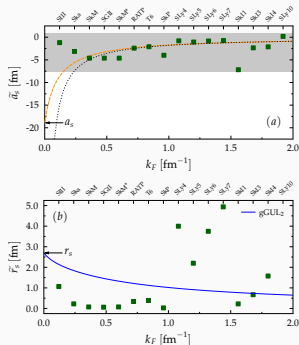 SIII Ska SkM SGII SkM* RATP T6 SkP SLy4 SLy5 SLy6 SLy7 SkI1 SkI3 SkI4 SLy10
0
-5
-10
-15
-20
ã_s [fm]
a_s
(a)
0.0 0.5 1.0 1.5 2.0
k_F [fm⁻¹]
SIII Ska SkM SGII SkM* RATP T6 SkP SLy4 SLy5 SLy6 SLy7 SkI1 SkI3 SkI4 SLy10
(b)
gGUL₂
5.0
4.0
3.0
2.0
1.0
0.0
r̃_s [fm]
r_s
0.0 0.5 1.0 1.5 2.0
k_F [fm⁻¹]